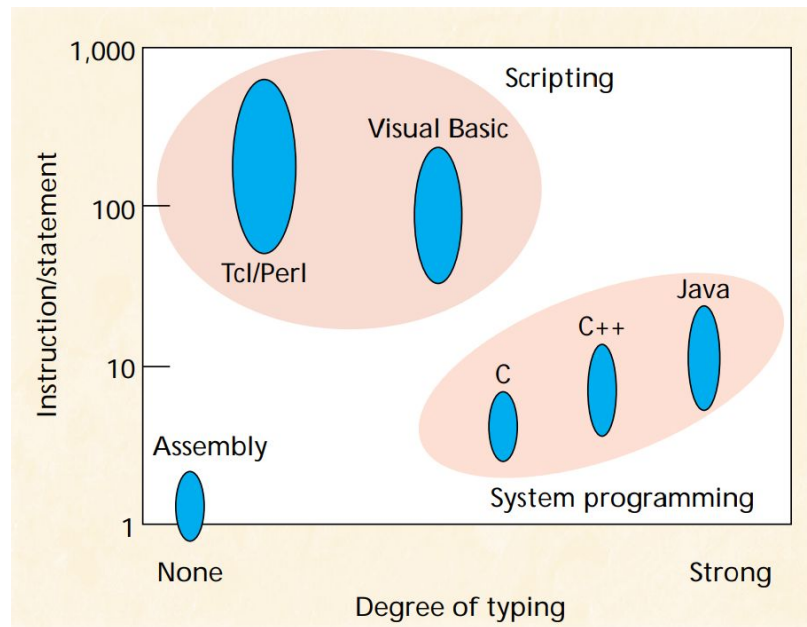 1,000
Scripting
Visual Basic
100
Tcl/Perl
Java
C++
C
10
Assembly
System programming
1
None
Strong
Degree of typing
Instruction/statement